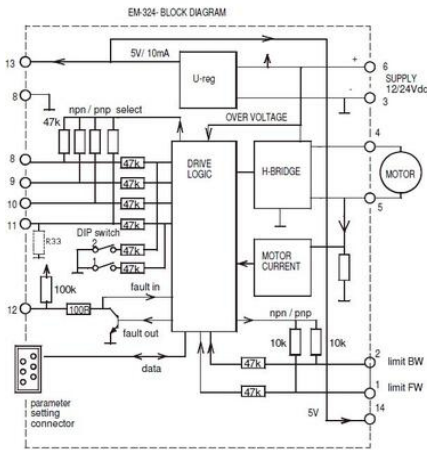 EM-324- BLOCK DIAGRAM
13
5V/ 10mA
U-reg
+
6
SUPPLY
12/24Vdc
-
3
8
npn / pnp select
47k
OVER VOLTAGE
4
8
47k
DRIVE
LOGIC
H-BRIDGE
MOTOR
9
47k
10
47k
5
11
47k
R33
DIP switch
2
47k
1
47k
MOTOR
CURRENT
100k
fault in
12
100R
fault out
npn / pnp
10k
10k
data
47k
2
limit BW
47k
1
limit FW
parameter
setting
connector
5V
14